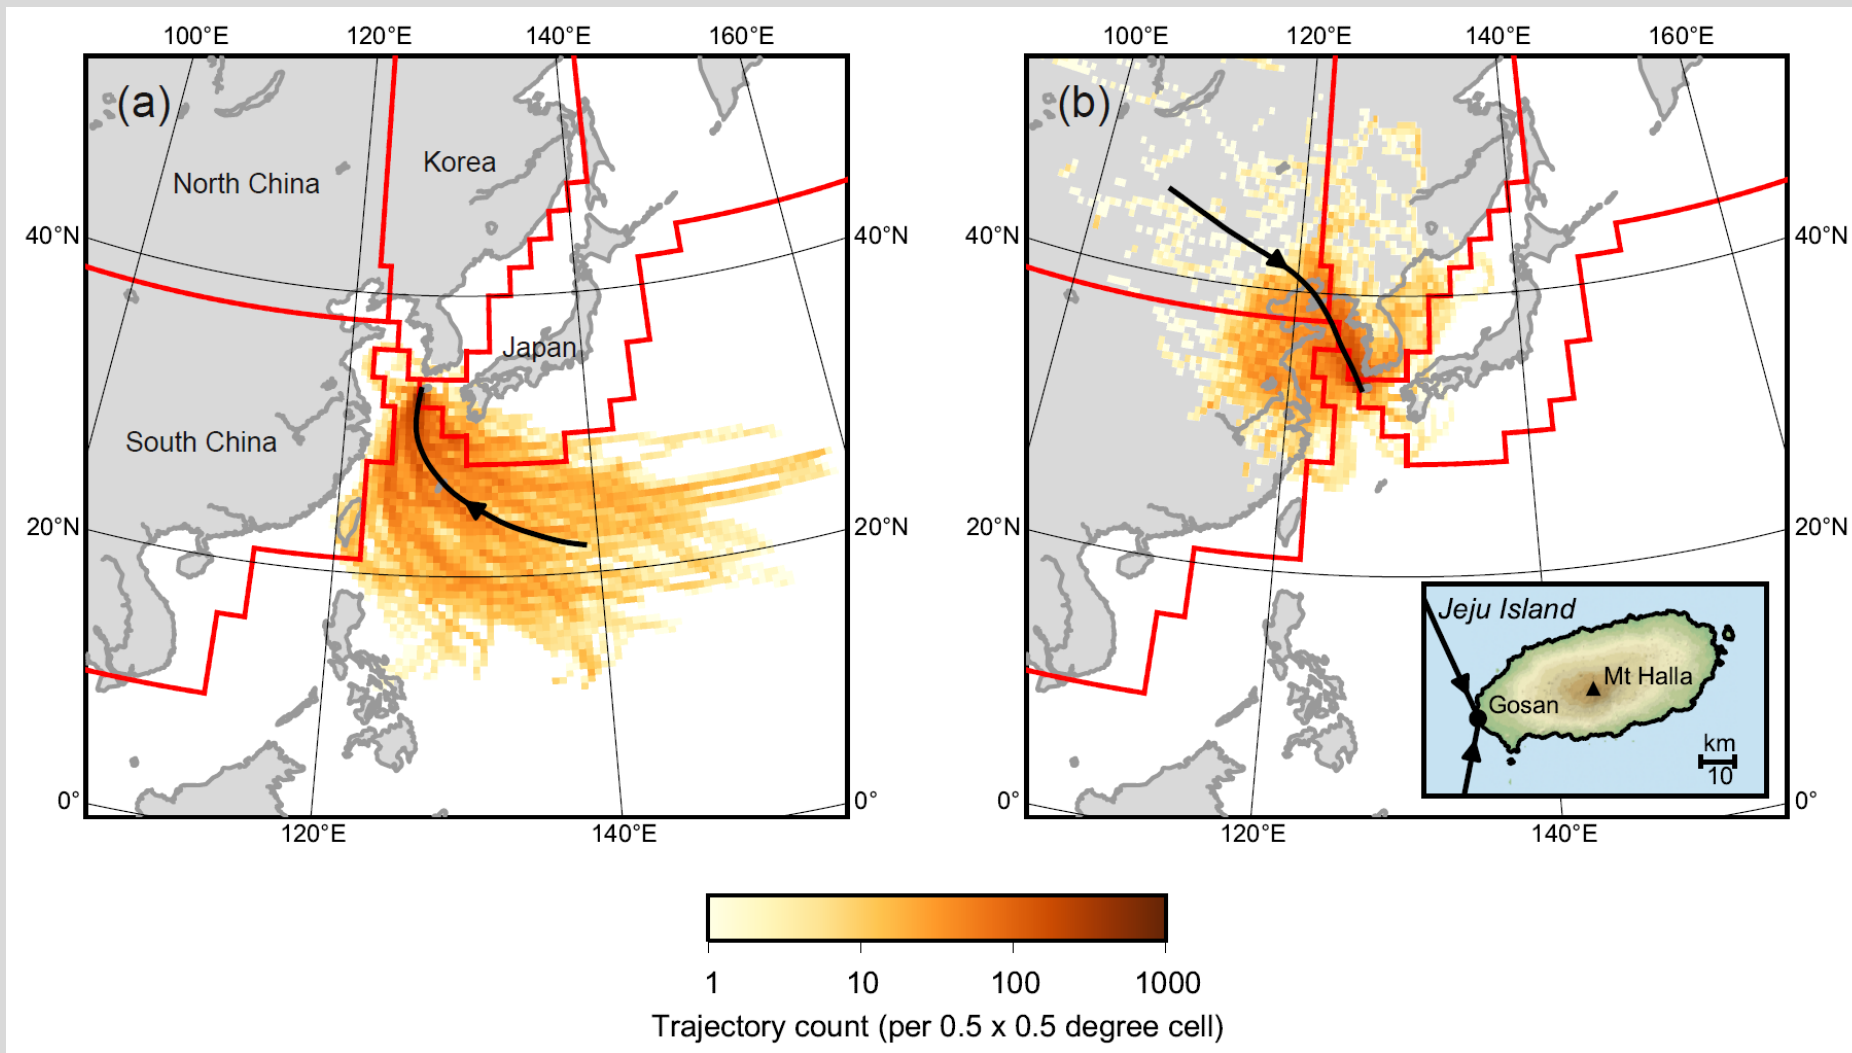 100°E 120°E 140°E 160°E
100°E 120°E 140°E 160°E
(a)
North China
Korea
Japan
South China
40°N
40°N
20°N
20°N
0°
0°
120°E 140°E
(b)
40°N
40°N
20°N
20°N
0°
0°
120°E 140°E
Jeju Island
Mt Halla
Gosan
km
10
1 10 100 1000
Trajectory count (per 0.5 x 0.5 degree cell)